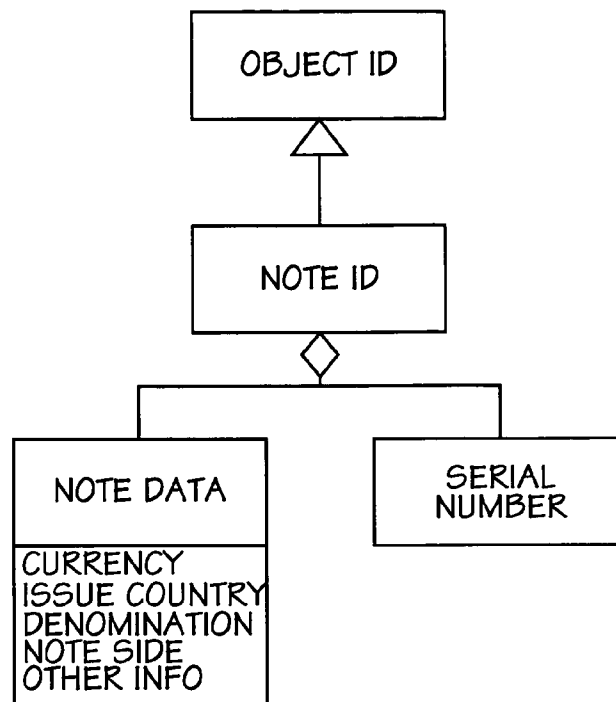 OBJECT ID
NOTE ID
NOTE DATA
CURRENCY
ISSUE COUNTRY
DENOMINATION
NOTE SIDE
OTHER INFO
SERIAL
NUMBER